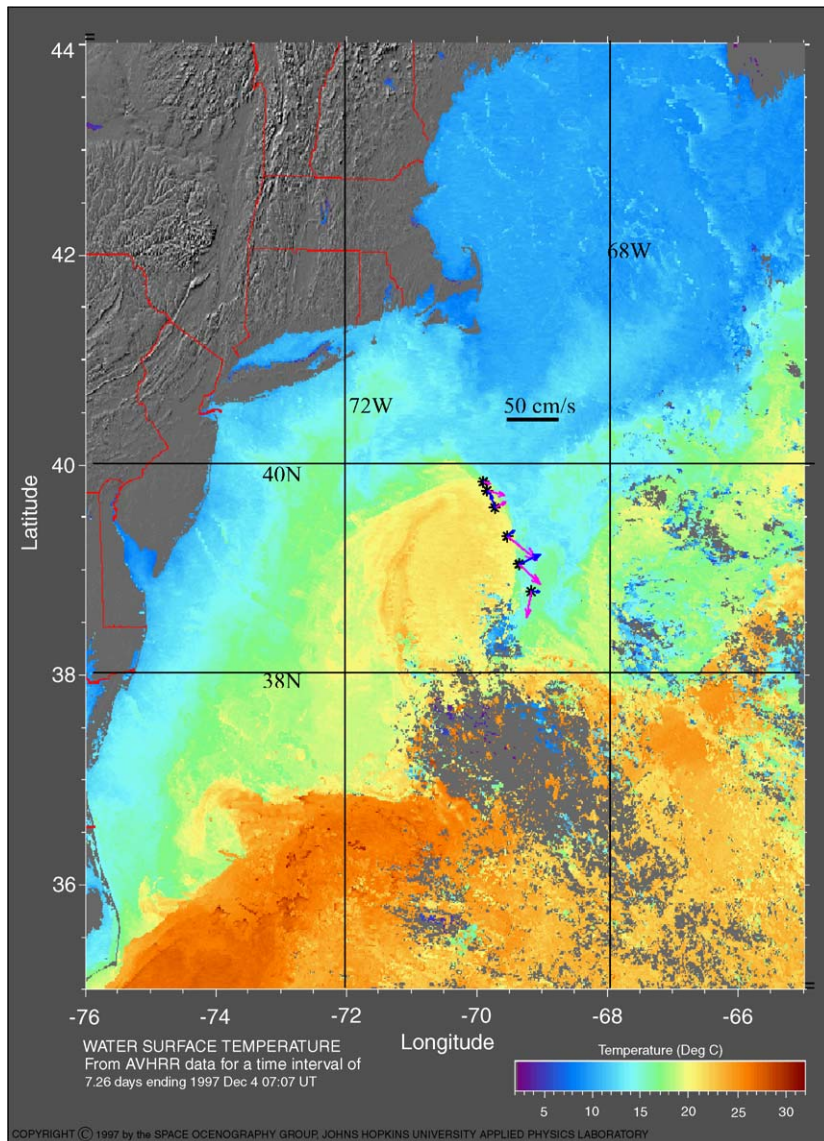 44
42
68W
72W
50 cm/s
40
40N
Latitude
38
38N
36
-76
-74
-72
-70
-68
-66
Longitude
WATER SURFACE TEMPERATURE
From AVHRR data for a time interval of
7.26 days ending 1997 Dec 4 07:07 UT
Temperature (Deg C)
5 10 15 20 25 30
COPYRIGHT © 1997 by the SPACE OCENOGRAPHY GROUP, JOHNS HOPKINS UNIVERSITY APPLIED PHYSICS LABORATORY